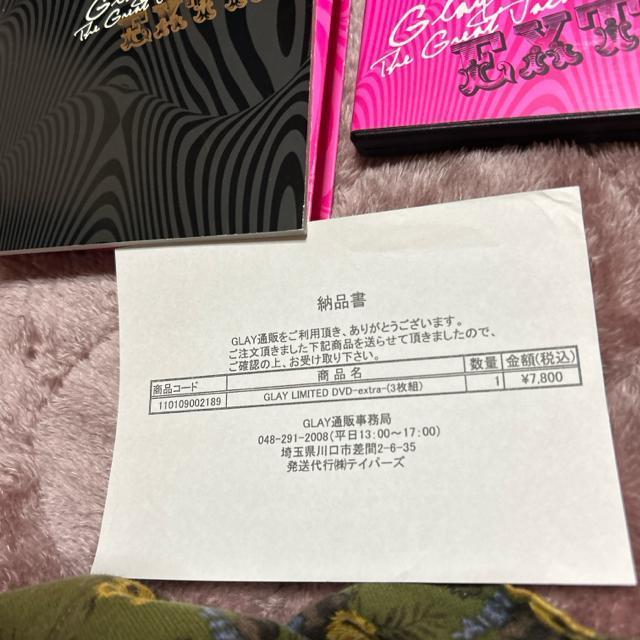 Glay
The Great
EXT
Glay
The Great Jac
EXT
納品書
GLAY通販をご利用頂き、ありがとうございます。
ご注文頂きました下記商品を送らせて頂きましたので、
ご確認の上、お受け取り下さい。
商品コード 商 品 名 数量 金額(税込)
110109002189 GLAY LIMITED DVD-extra-(3枚組) 1 ¥7,800
GLAY通販事務局
048-291-2008(平日13:00～17:00)
埼玉県川口市差間2-6-35
発送代行㈱テイパーズ